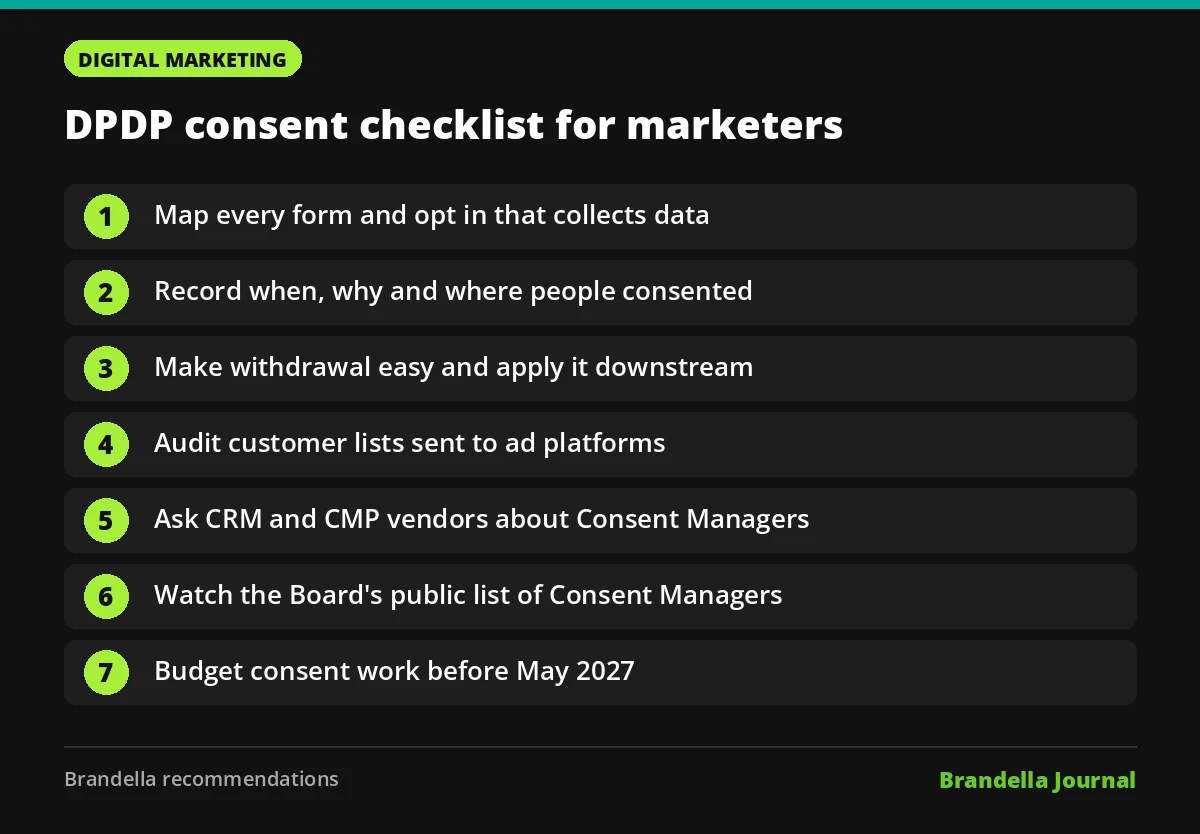 DIGITAL MARKETING
DPDP consent checklist for marketers
1 Map every form and opt in that collects data
2 Record when, why and where people consented
3 Make withdrawal easy and apply it downstream
4 Audit customer lists sent to ad platforms
5 Ask CRM and CMP vendors about Consent Managers
6 Watch the Board's public list of Consent Managers
7 Budget consent work before May 2027
Brandella recommendations
Brandella Journal